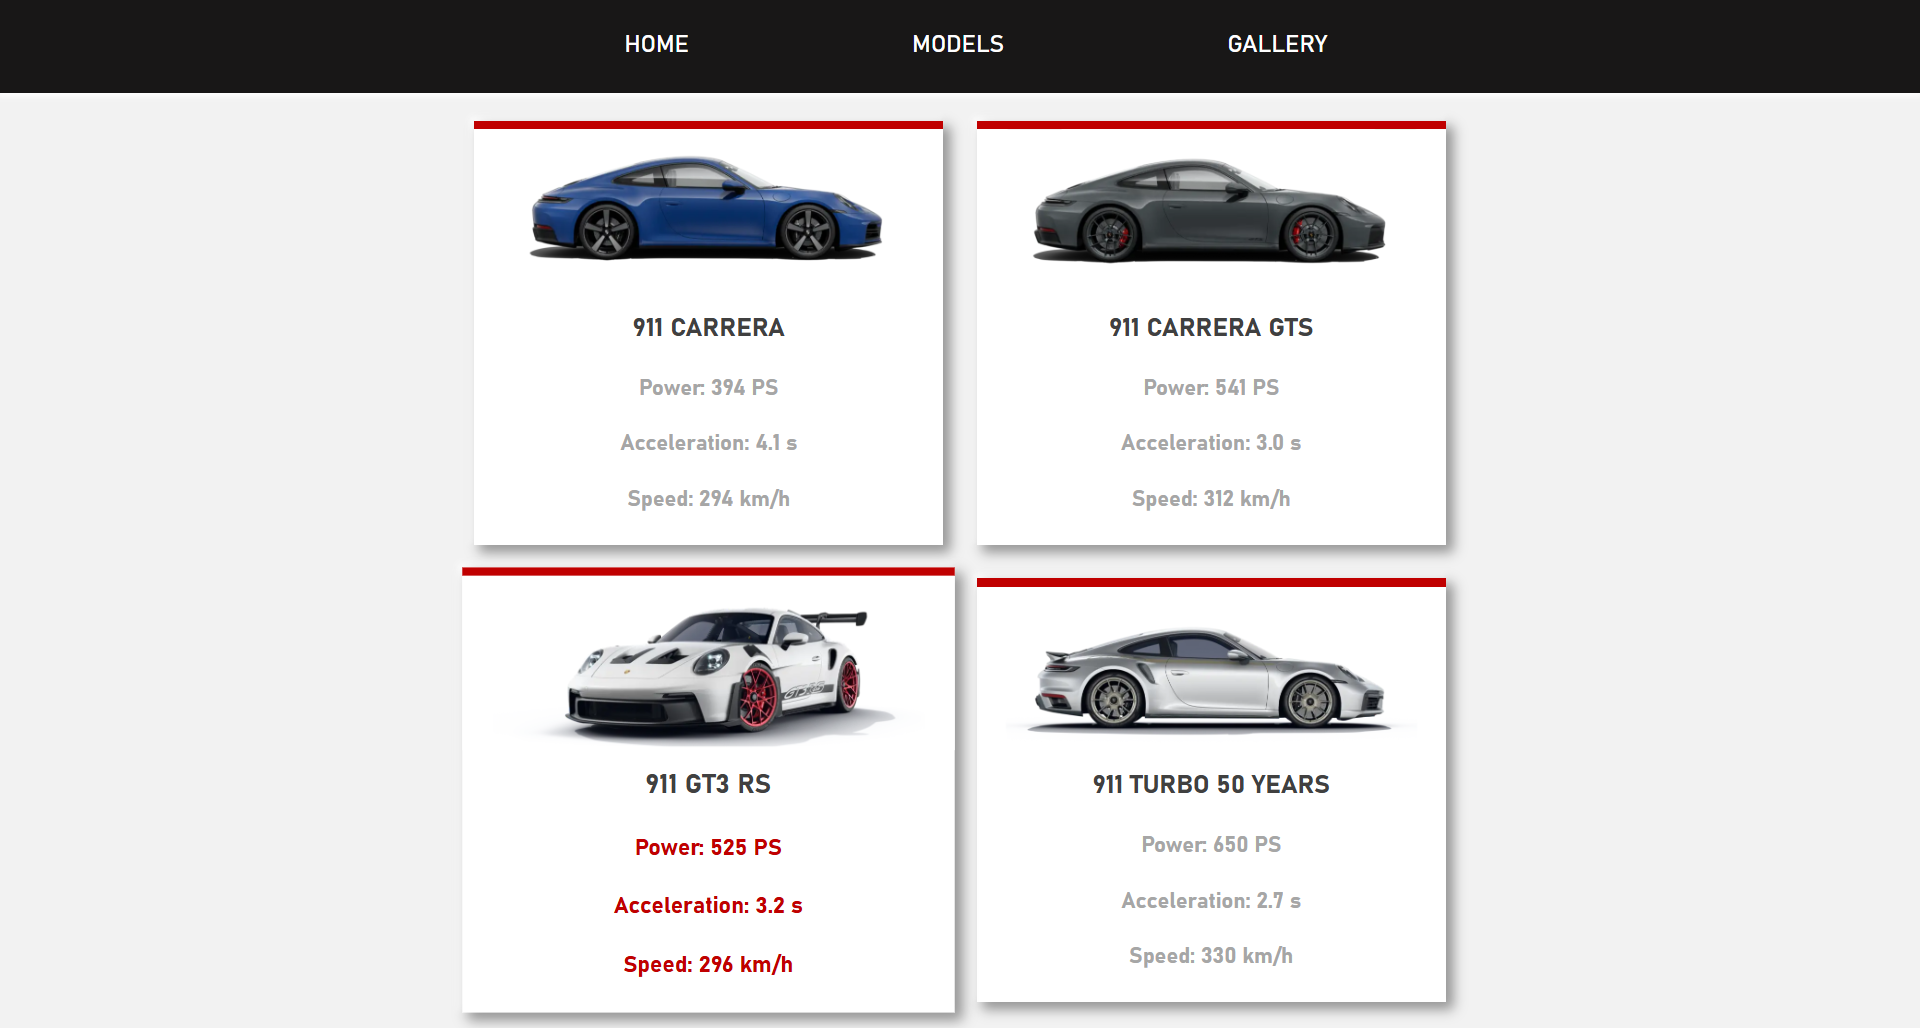 HOME MODELS GALLERY
911 CARRERA
Power: 394 PS
Acceleration: 4.1 s
Speed: 294 km/h
911 CARRERA GTS
Power: 541 PS
Acceleration: 3.0 s
Speed: 312 km/h
911 GT3 RS
Power: 525 PS
Acceleration: 3.2 s
Speed: 296 km/h
911 TURBO 50 YEARS
Power: 650 PS
Acceleration: 2.7 s
Speed: 330 km/h